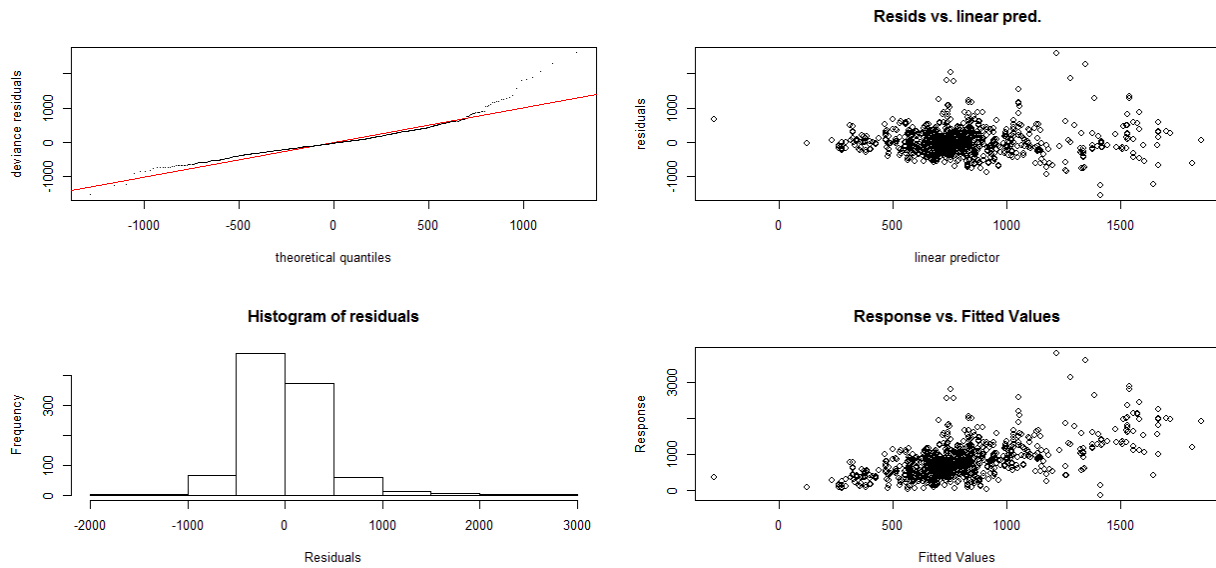 deviance residuals
-1000 0 1000
-1000 -500 0 500 1000
theoretical quantiles
Resids vs. linear pred.
residuals
-1000 0 1000
0 500 1000 1500
linear predictor
Histogram of residuals
Frequency
0 100 300
-2000 -1000 0 1000 2000 3000
Residuals
Response vs. Fitted Values
Response
0 1000 2000 3000
0 500 1000 1500
Fitted Values